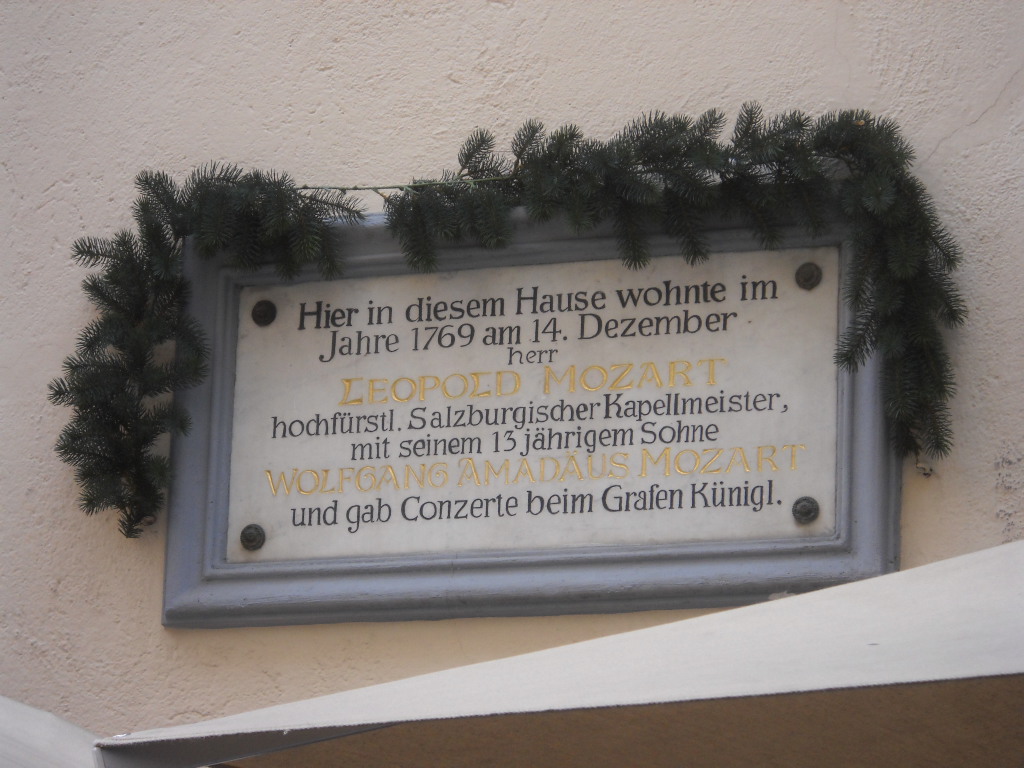 Hier in diesem Hause wohnte im
Jahre 1769 am 14. Dezember
herr
LEOPOLD MOZART
hochfürstl. Salzburgischer Kapellmeister,
mit seinem 13 jährigem Sohne
WOLFGANG AMADÄUS MOZART
und gab Conzerte beim Grafen Künigl.